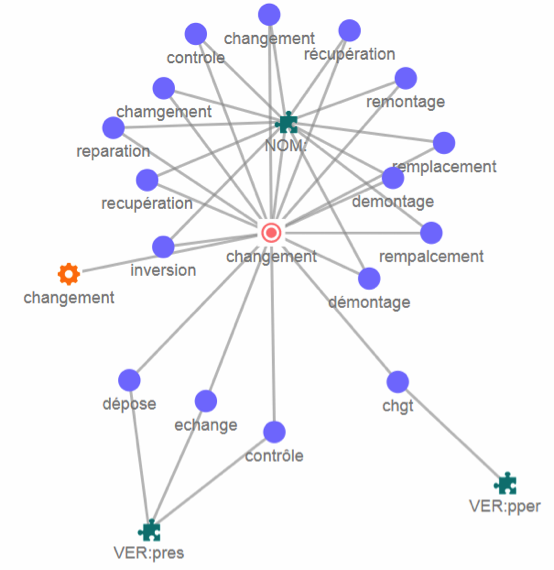 changement
controle
récupération
remontage
chamgement
NOM:
reparation
remplacement
demontage
recupération
changement
rempalcement
inversion
changement
démontage
dépose
echange
chgt
contrôle
VER:pper
VER:pres